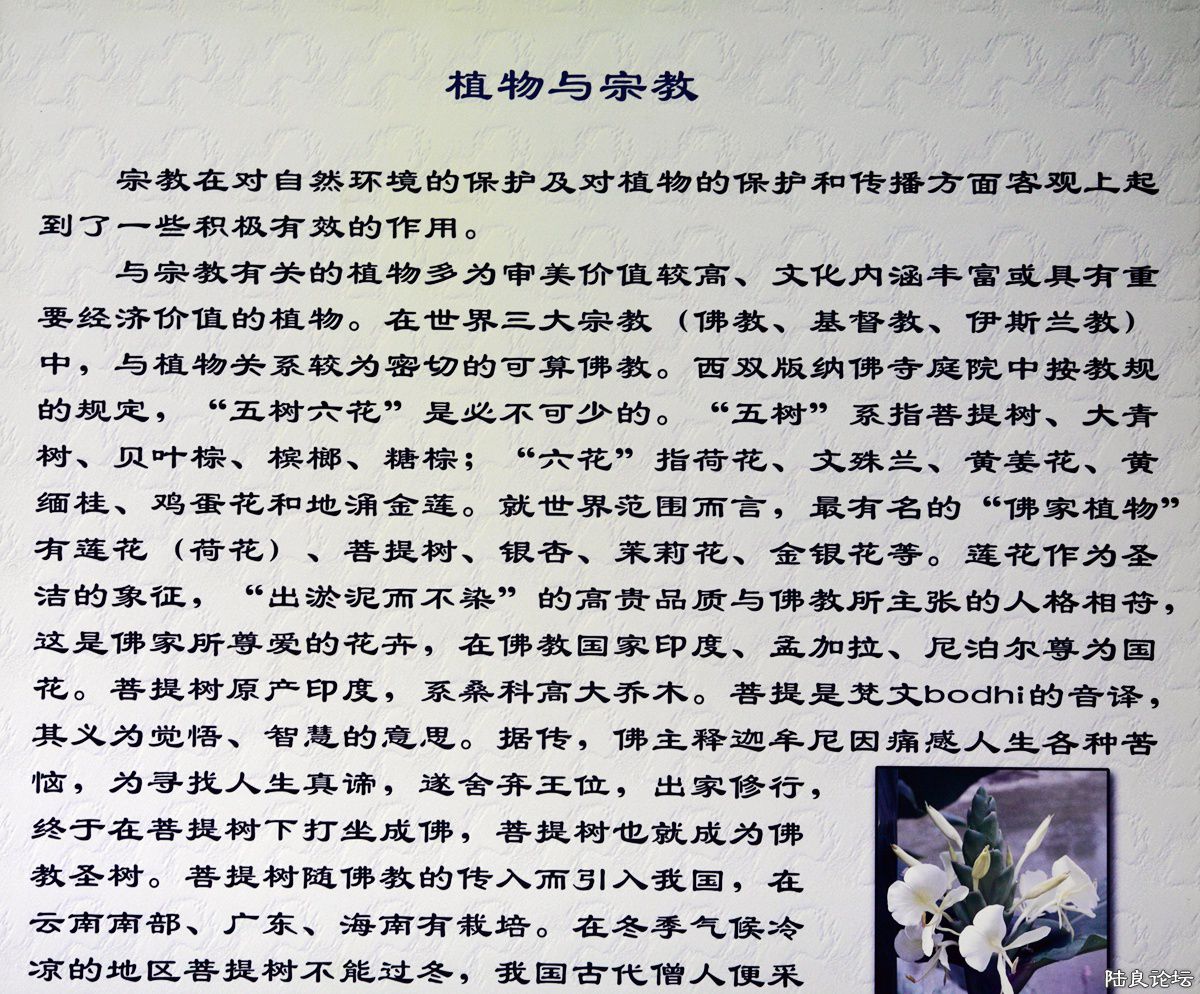 植物与宗教
宗教在对自然环境的保护及对植物的保护和传播方面客观上起
到了一些积极有效的作用。
与宗教有关的植物多为审美价值较高、文化内涵丰富或具有重
要经济价值的植物。在世界三大宗教（佛教、基督教、伊斯兰教）
中，与植物关系较为密切的可算佛教。西双版纳佛寺庭院中按教规
的规定，“五树六花”是必不可少的。“五树”系指菩提树、大青
树、贝叶棕、槟榔、糖棕；“六花”指荷花、文殊兰、黄姜花、黄
缅桂、鸡蛋花和地涌金莲。就世界范围而言，最有名的“佛家植物”
有莲花（荷花）、菩提树、银杏、茉莉花、金银花等。莲花作为圣
洁的象征，“出淤泥而不染”的高贵品质与佛教所主张的人格相符，
这是佛家所尊爱的花卉，在佛教国家印度、孟加拉、尼泊尔尊为国
花。菩提树原产印度，系桑科高大乔木。菩提是梵文bodhi的音译，
其义为觉悟、智慧的意思。据传，佛主释迦牟尼因痛感人生各种苦
恼，为寻找人生真谛，遂舍弃王位，出家修行，
终于在菩提树下打坐成佛，菩提树也就成为佛
教圣树。菩提树随佛教的传入而引入我国，在
云南南部、广东、海南有栽培。在冬季气候冷
凉的地区菩提树不能过冬，我国古代僧人便采
陆良论坛